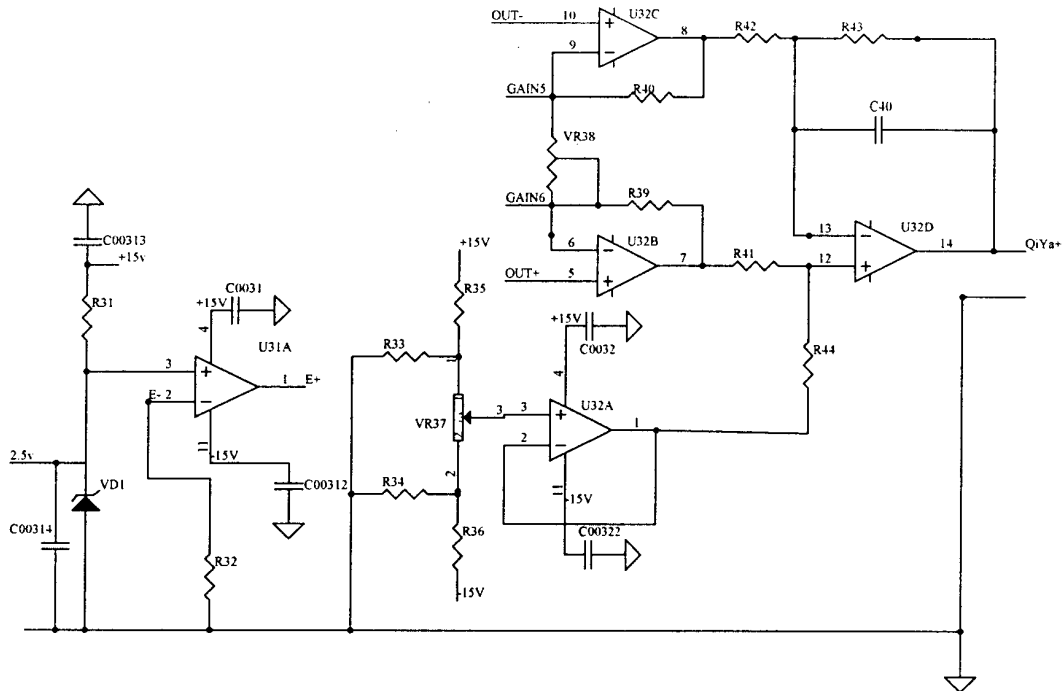 OUT-
10
U32C
9
8
R42
R43
GAIN5
R40
C40
VR38
GAIN6
R39
6
U32B
7
R41
OUT+
5
13
U32D
12
14
QiYa+
C00313
+15v
R31
+15V
C0031
4
U31A
3
1
E+
E-
2
11
-15V
2.5v
VD1
C00312
C00314
R32
+15V
R35
R33
1
VR37
3
2
R34
R36
-15V
+15V
C0032
4
U32A
3
1
2
11
-15V
C00322
R44